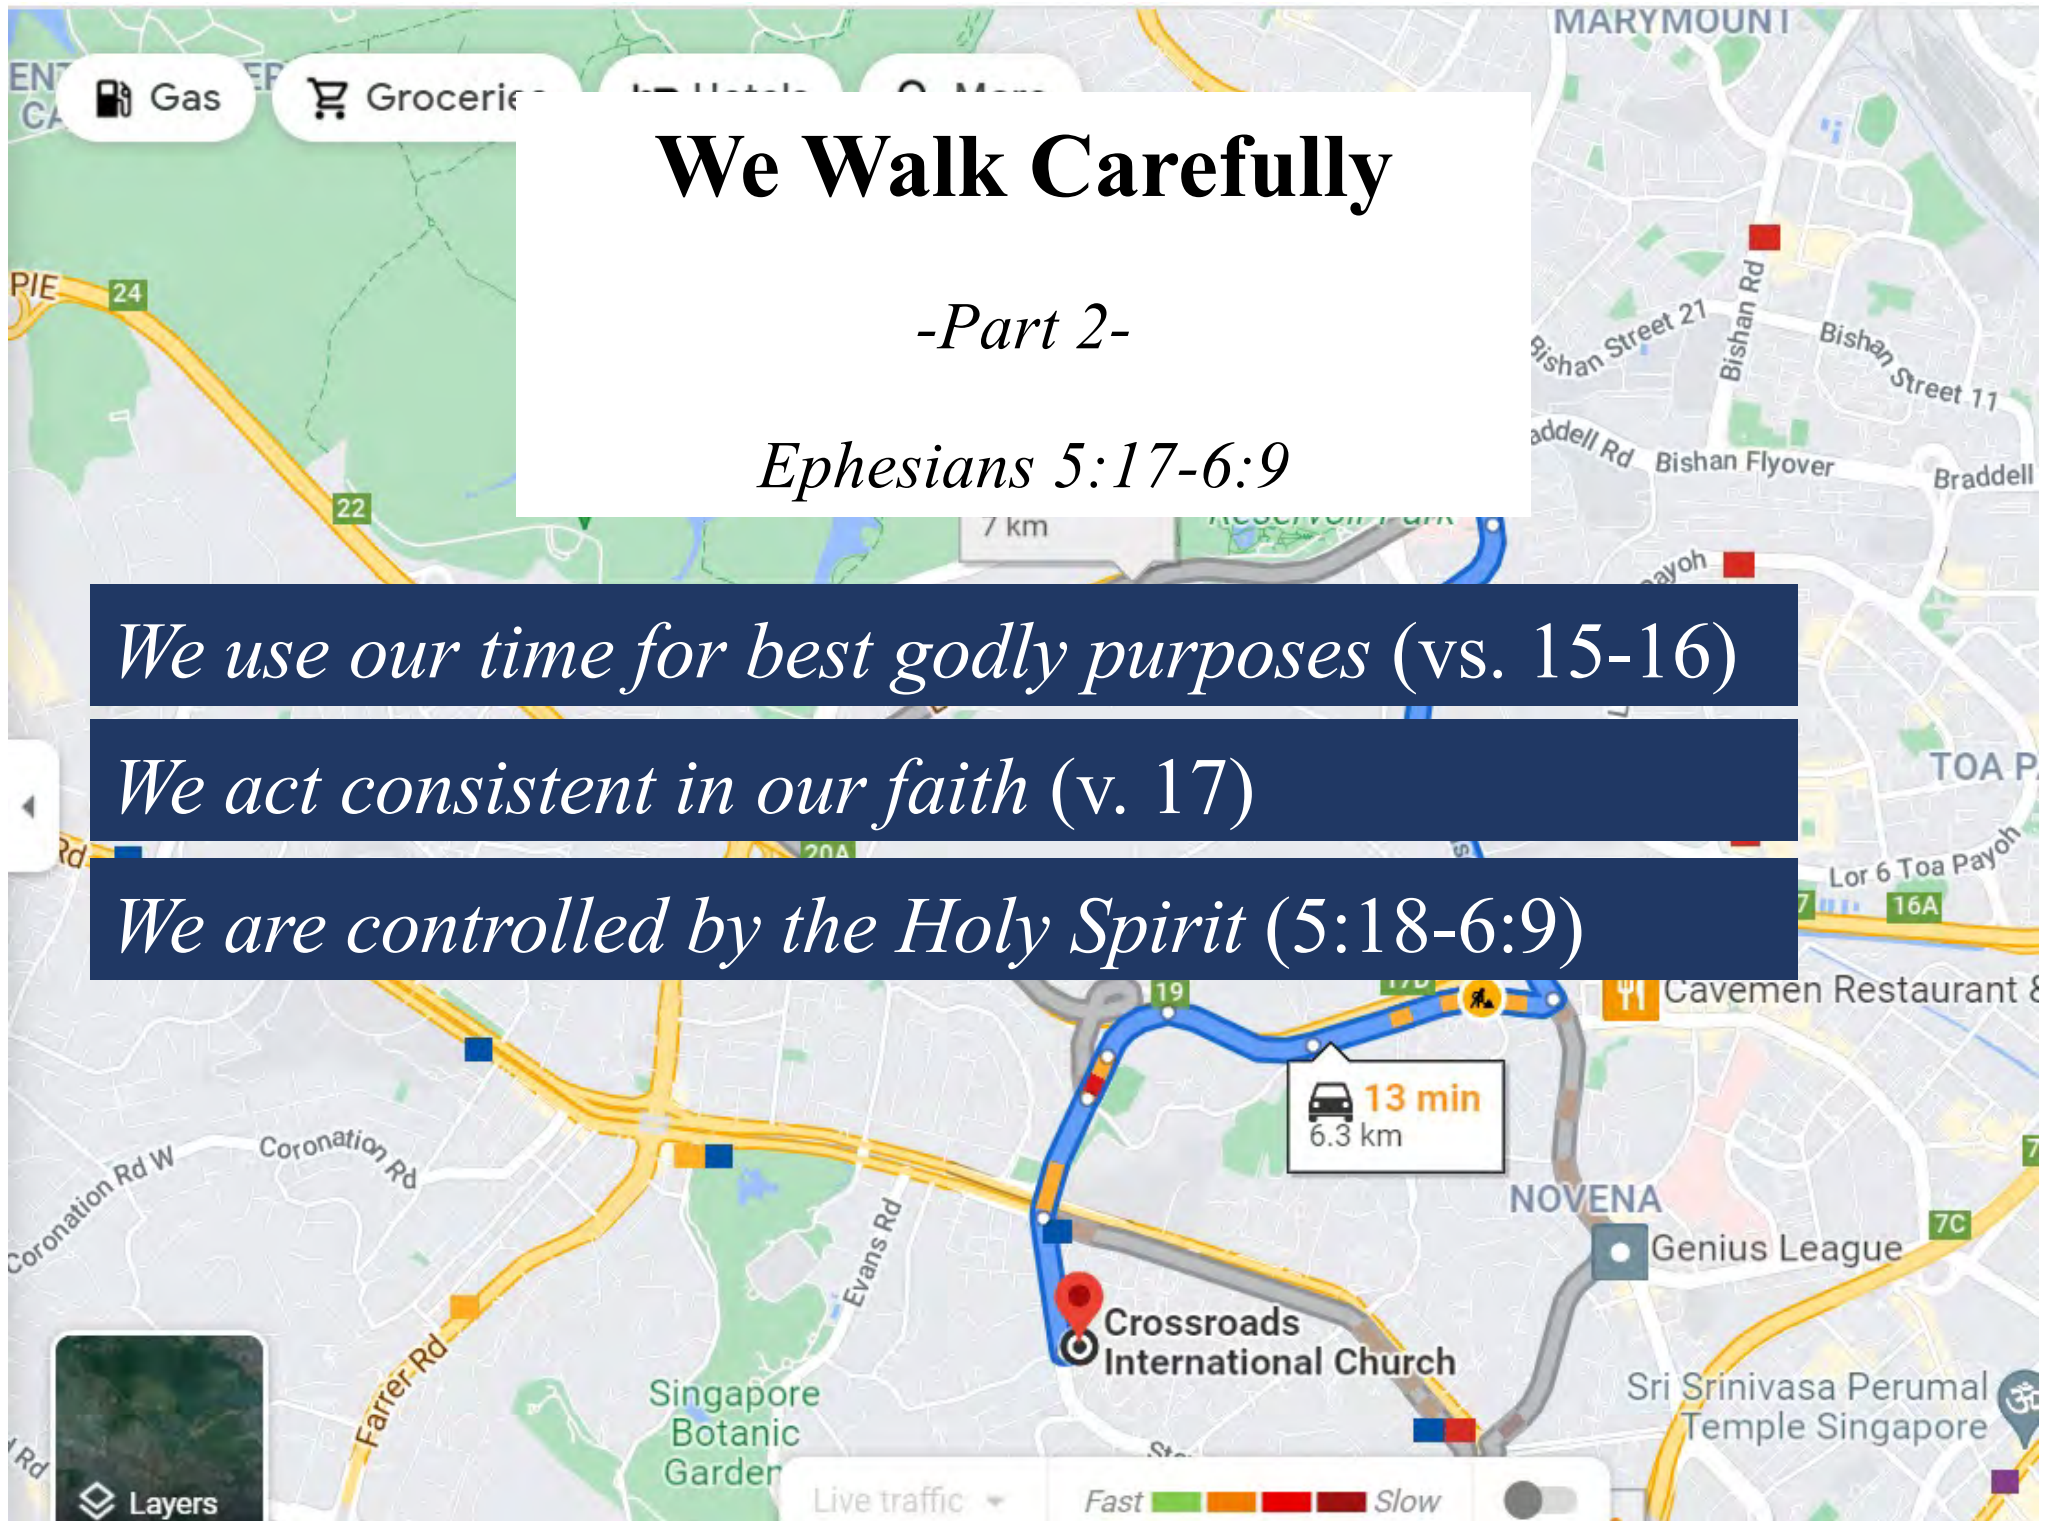 MARYMOUNT
Gas
Groceries
Hotels
More
We Walk Carefully
-Part 2-
Ephesians 5:17-6:9
PIE
24
22
Bishan Rd
Bishan Street 21
Bishan Street 11
Bishan Flyover
Braddell
7 km
We use our time for best godly purposes (vs. 15-16)
We act consistent in our faith (v. 17)
We are controlled by the Holy Spirit (5:18-6:9)
20A
Rd
Lor 6 Toa Payoh
16A
19
17B
Cavemen Restaurant &
13 min
6.3 km
Coronation Rd W
Coronation Rd
Evans Rd
NOVENA
7C
Genius League
Farrer Rd
Crossroads
International Church
Singapore
Botanic
Garden
Sri Srinivasa Perumal
Temple Singapore
Rd
Layers
Live traffic
Fast
Slow